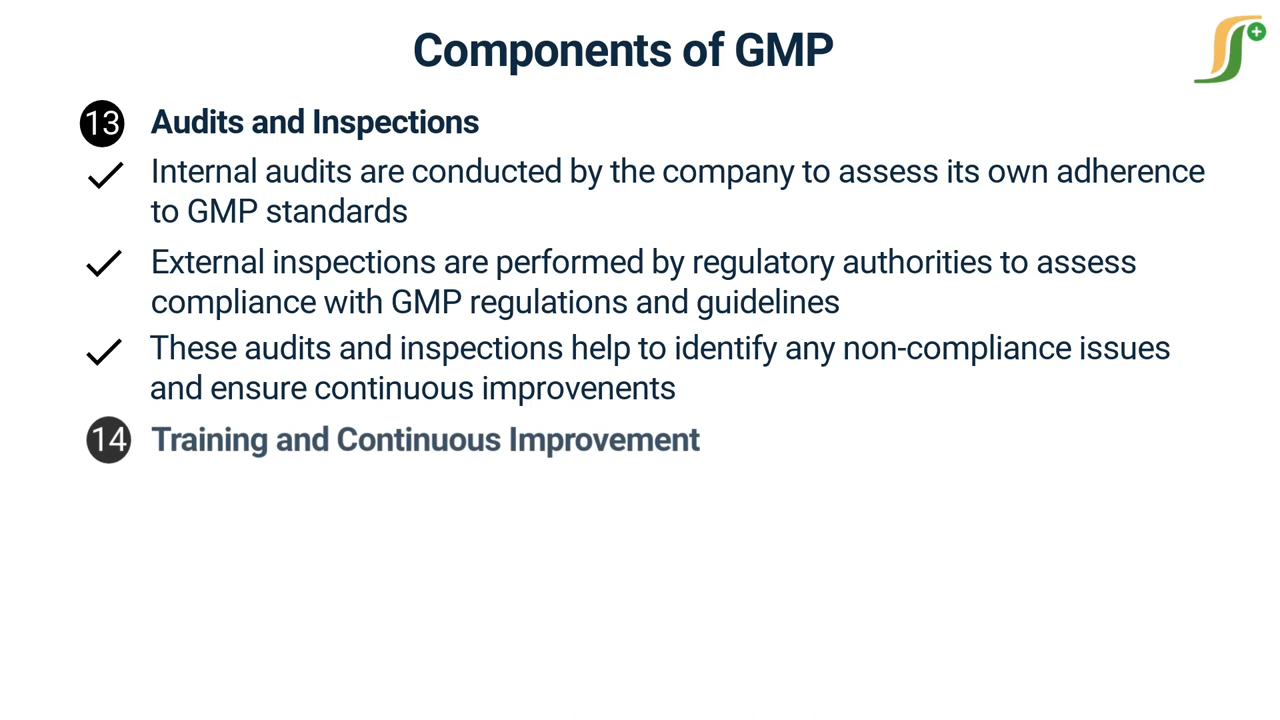 Components of GMP
13 Audits and Inspections
Internal audits are conducted by the company to assess its own adherence
to GMP standards
External inspections are performed by regulatory authorities to assess
compliance with GMP regulations and guidelines
These audits and inspections help to identify any non-compliance issues
and ensure continuous improvenents
14 Training and Continuous Improvement